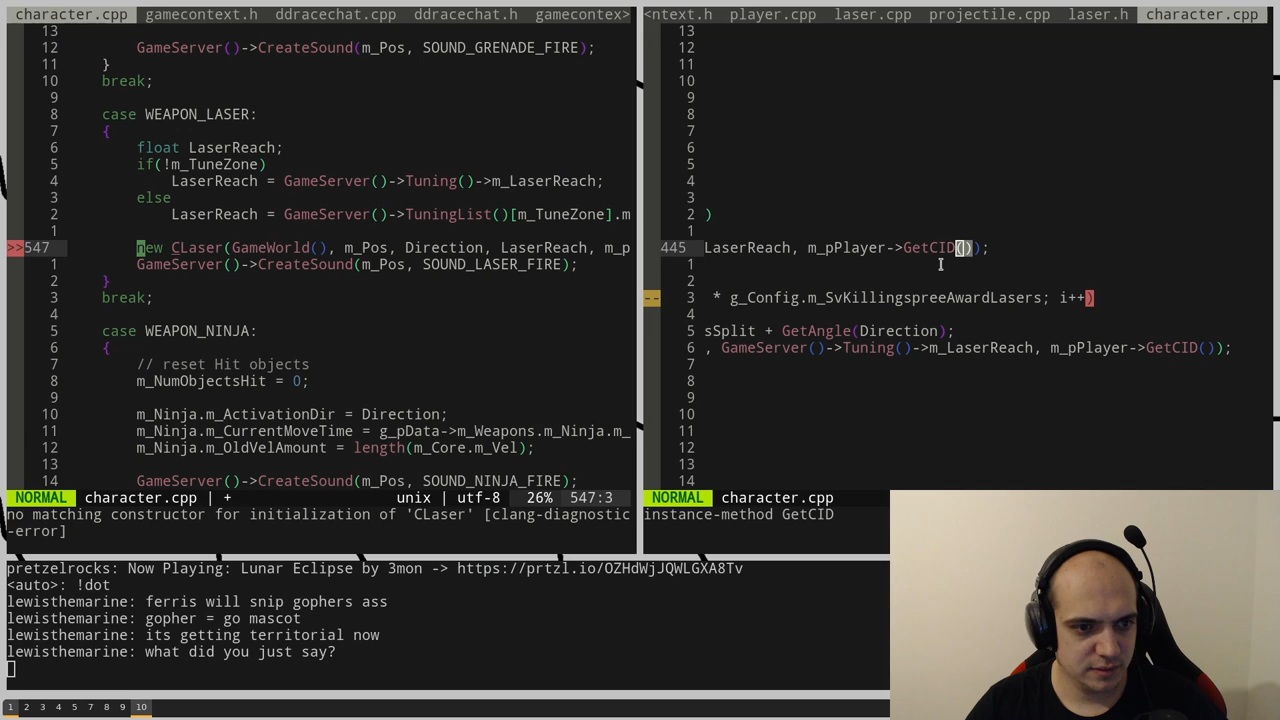 character.cpp gamecontext.h ddracechat.cpp ddracechat.h gamecontex>
13
12 GameServer()->CreateSound(m_Pos, SOUND_GRENADE_FIRE);
11 }
10 break;
9
8 case WEAPON_LASER:
7 {
6 float LaserReach;
5 if(!m_TuneZone)
4 LaserReach = GameServer()->Tuning()->m_LaserReach;
3 else
2 LaserReach = GameServer()->TuningList()[m_TuneZone].m
1
>>547 new CLaser(GameWorld(), m_Pos, Direction, LaserReach, m_p
1 GameServer()->CreateSound(m_Pos, SOUND_LASER_FIRE);
2 }
3 break;
4
5 case WEAPON_NINJA:
6 {
7 // reset Hit objects
8 m_NumObjectsHit = 0;
9
10 m_Ninja.m_ActivationDir = Direction;
11 m_Ninja.m_CurrentMoveTime = g_pData->m_Weapons.m_Ninja.m_
12 m_Ninja.m_OldVelAmount = length(m_Core.m_Vel);
13
14 GameServer()->CreateSound(m_Pos, SOUND_NINJA_FIRE);
NORMAL character.cpp | + unix | utf-8 26% 547:3
no matching constructor for initialization of 'CLaser' [clang-diagnostic
-error]
<ntext.h player.cpp laser.cpp projectile.cpp laser.h character.cpp
13
12
11
10
9
8
7
6
5
4
3
2 )
1
445 LaserReach, m_pPlayer->GetCID());
1
2
-- 3 * g_Config.m_SvKillingspreeAwardLasers; i++)
4
5 sSplit + GetAngle(Direction);
6 , GameServer()->Tuning()->m_LaserReach, m_pPlayer->GetCID());
7
8
9
10
11
12
13
14
NORMAL character.cpp
instance-method GetCID
pretzelrocks: Now Playing: Lunar Eclipse by 3mon -> https://prtzl.io/OZHdWjJQWLGXA8Tv
<auto>: !dot
lewisthemarine: ferris will snip gophers ass
lewisthemarine: gopher = go mascot
lewisthemarine: its getting territorial now
lewisthemarine: what did you just say?
1 2 3 4 5 6 7 8 9 10